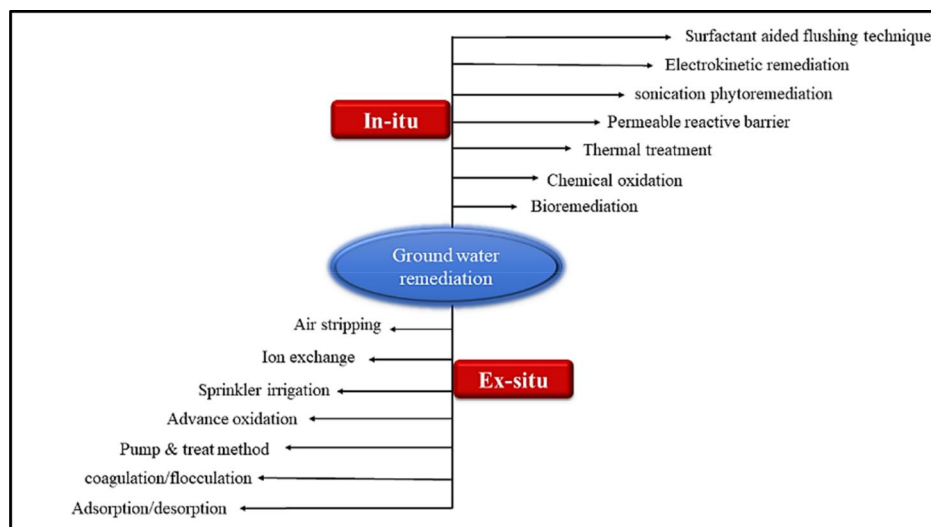 Surfactant aided flushing technique
Electrokinetic remediation
sonication phytoremediation
In-itu
Permeable reactive barrier
Thermal treatment
Chemical oxidation
Bioremediation
Ground water
remediation
Air stripping
Ion exchange
Ex-situ
Sprinkler irrigation
Advance oxidation
Pump & treat method
coagulation/flocculation
Adsorption/desorption